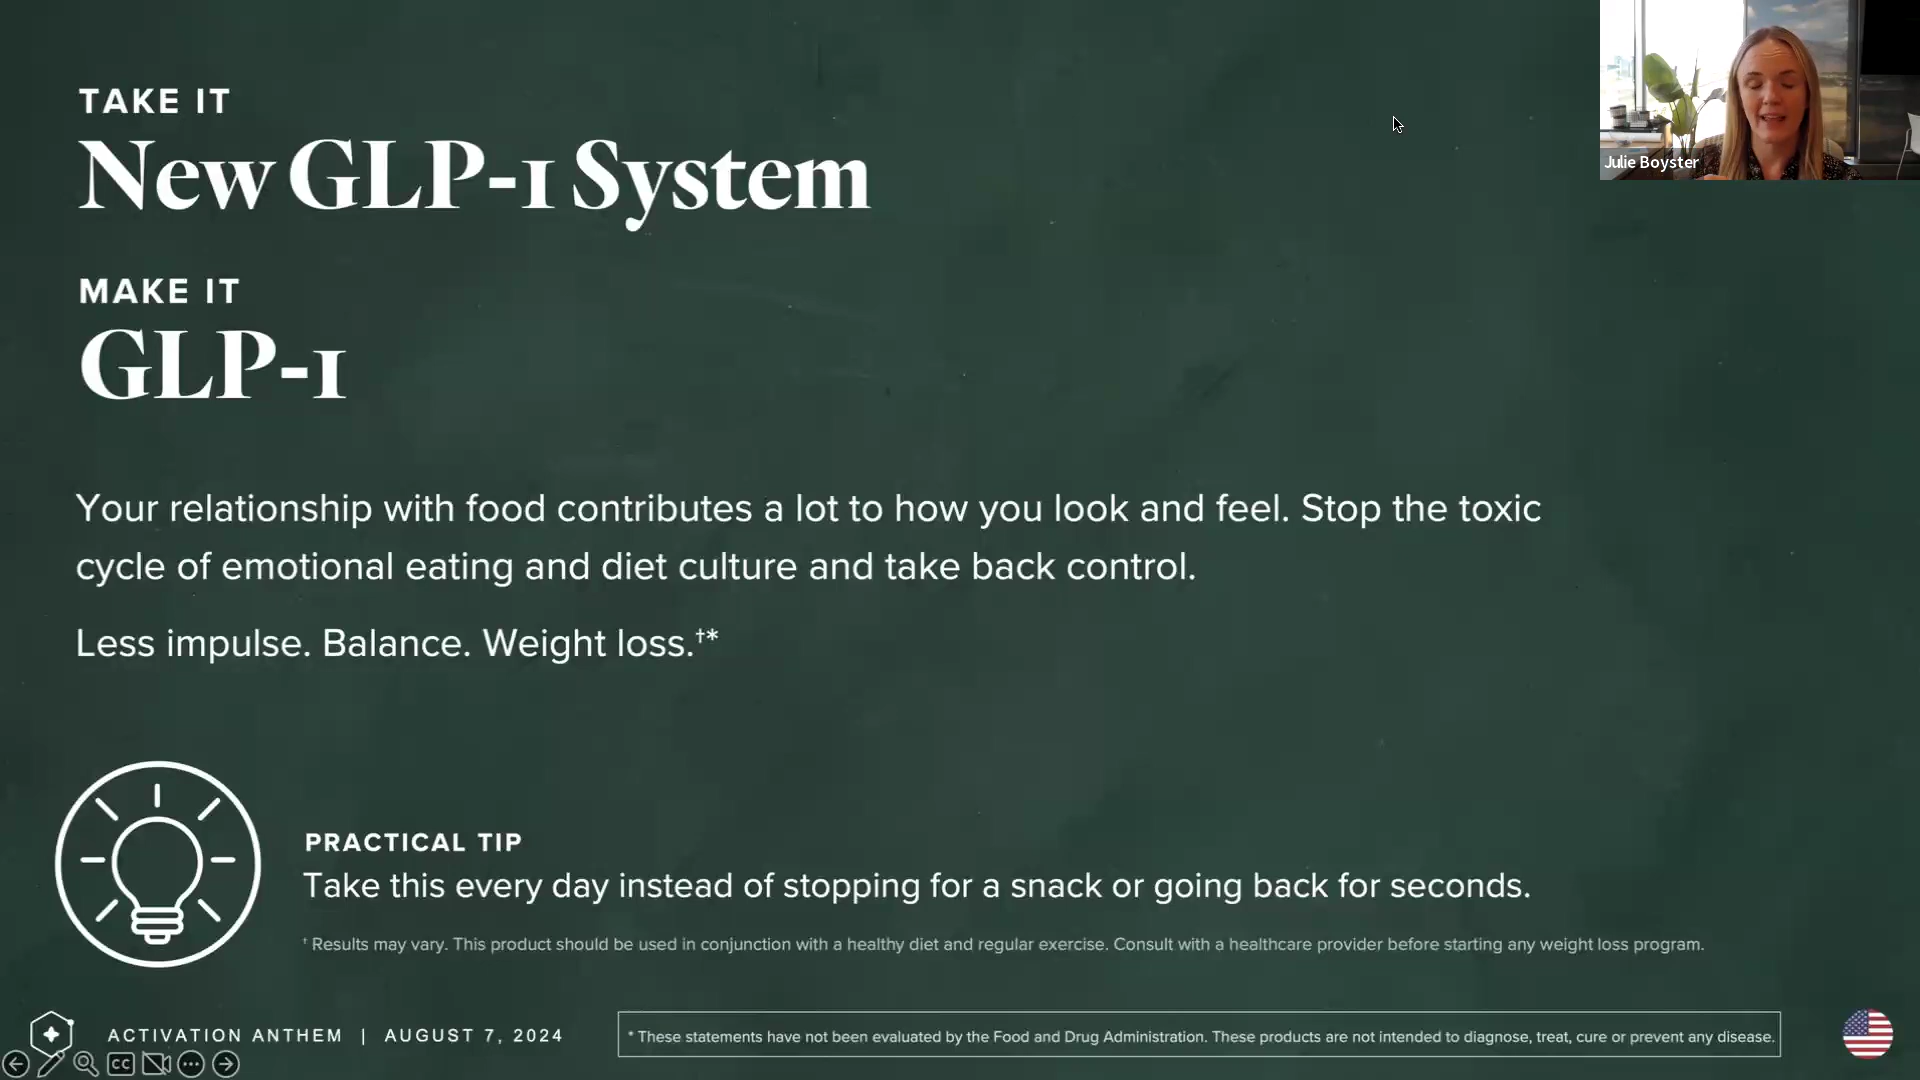 TAKE IT
New GLP-1 System
MAKE IT
GLP-1
Your relationship with food contributes a lot to how you look and feel. Stop the toxic
cycle of emotional eating and diet culture and take back control.
Less impulse. Balance. Weight loss.†*
PRACTICAL TIP
Take this every day instead of stopping for a snack or going back for seconds.
† Results may vary. This product should be used in conjunction with a healthy diet and regular exercise. Consult with a healthcare provider before starting any weight loss program.
ACTIVATION ANTHEM | AUGUST 7, 2024
* These statements have not been evaluated by the Food and Drug Administration. These products are not intended to diagnose, treat, cure or prevent any disease.
CC
Julie Boyster